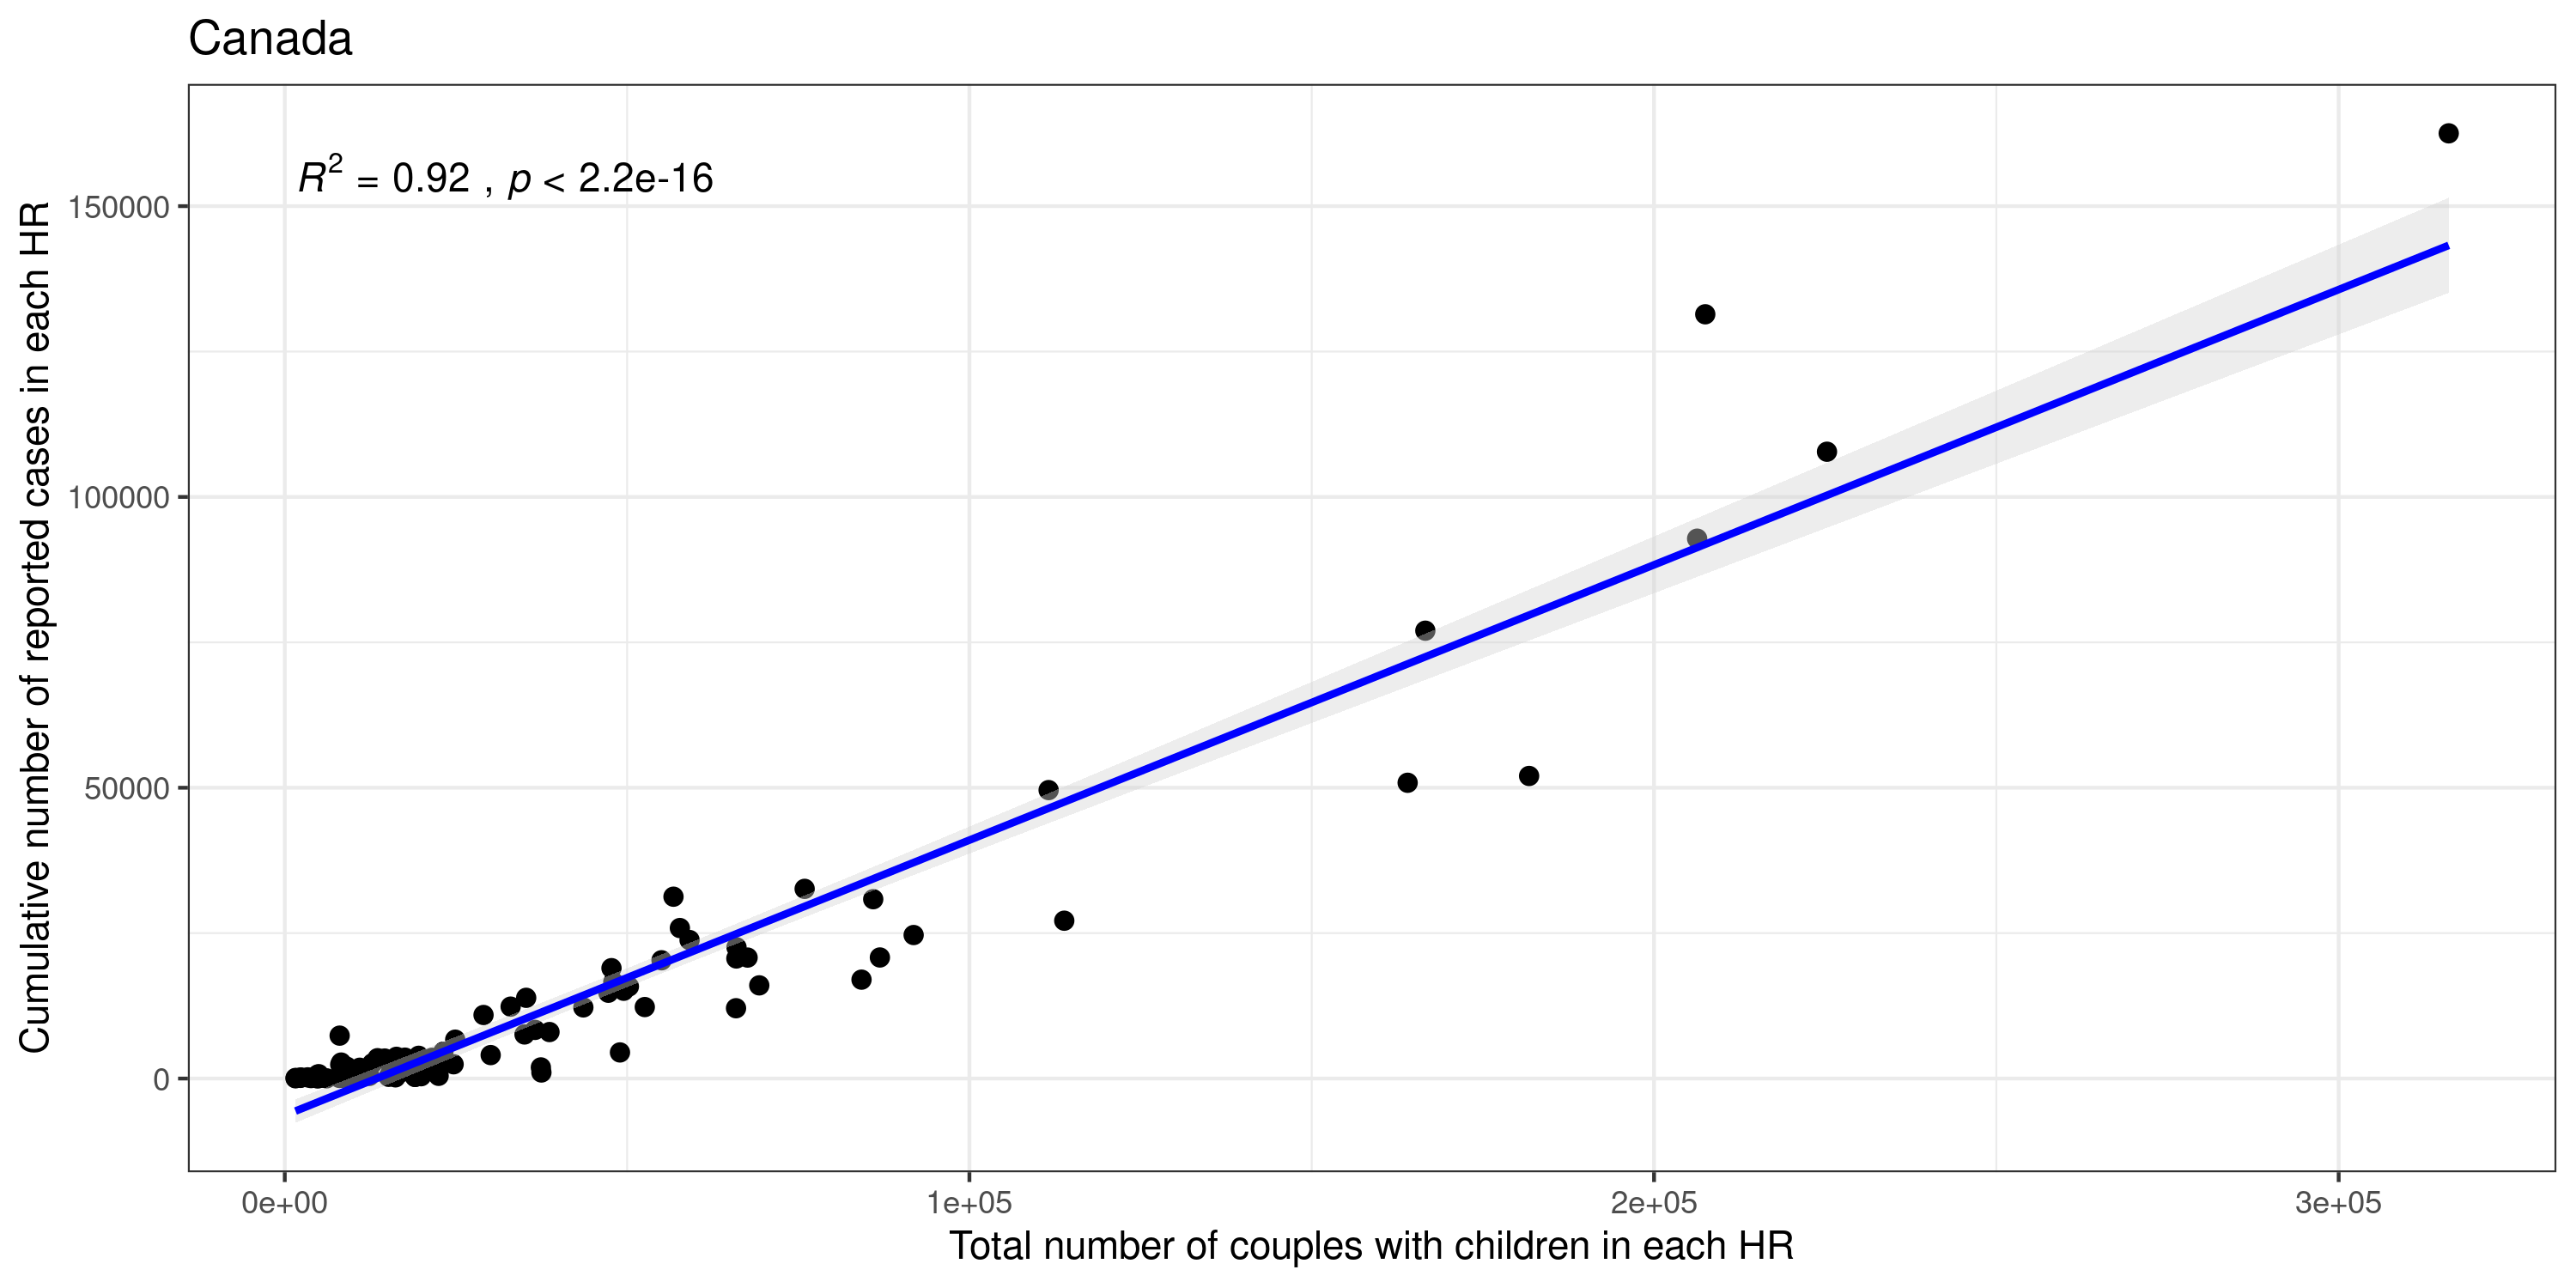 Canada
R² = 0.92 , p < 2.2e-16
Cumulative number of reported cases in each HR
150000
100000
50000
0
0e+00 1e+05 2e+05 3e+05
Total number of couples with children in each HR